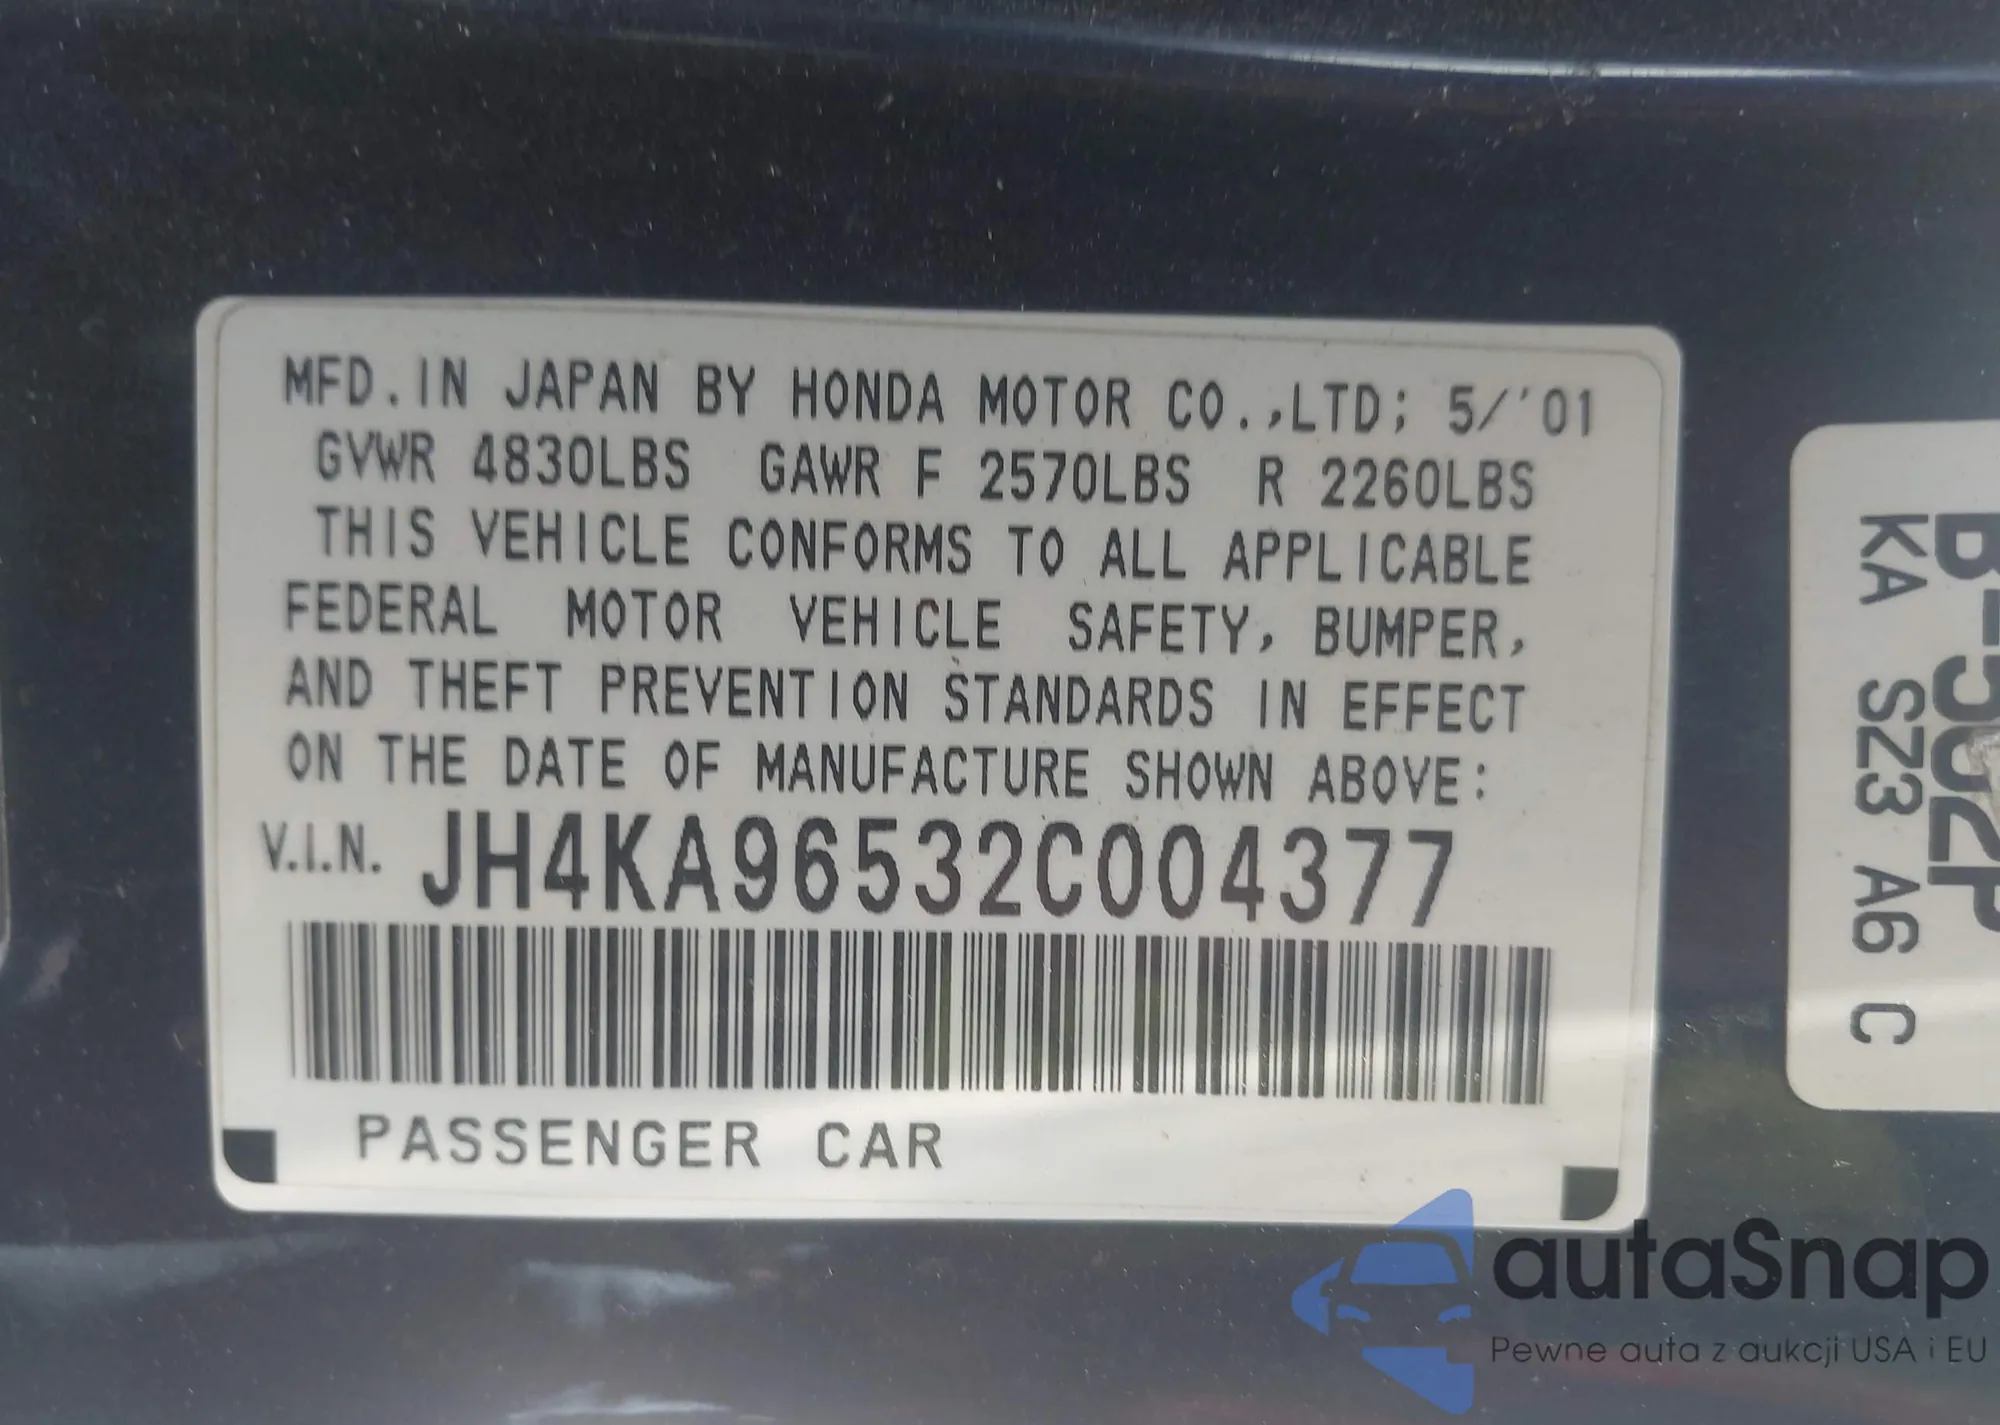 MFD. IN JAPAN BY HONDA MOTOR CO.,LTD; 5/'01
GVWR 4830LBS GAWR F 2570LBS R 2260LBS
THIS VEHICLE CONFORMS TO ALL APPLICABLE
FEDERAL MOTOR VEHICLE SAFETY, BUMPER,
AND THEFT PREVENTION STANDARDS IN EFFECT
ON THE DATE OF MANUFACTURE SHOWN ABOVE:
V.I.N. JH4KA96532C004377
PASSENGER CAR
B-502P
KA SZ3 A6 C
autaSnap
Pewne auta z aukcji USA i EU